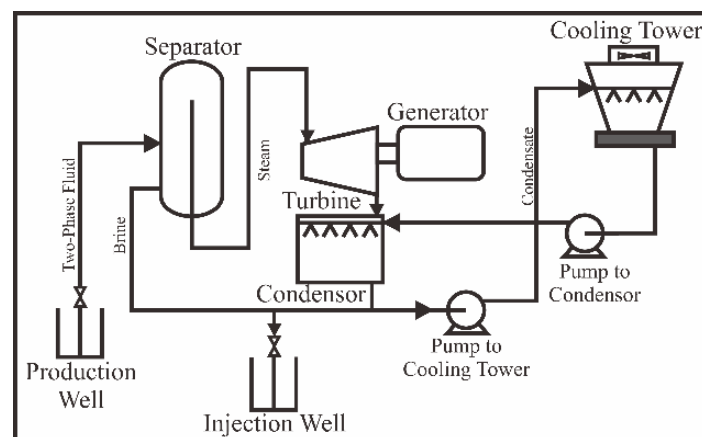 Separator
Cooling Tower
Generator
Two-Phase Fluid
Brine
Steam
Condensate
Turbine
Condensor
Pump to
Condensor
Pump to
Cooling Tower
Production
Well
Injection Well